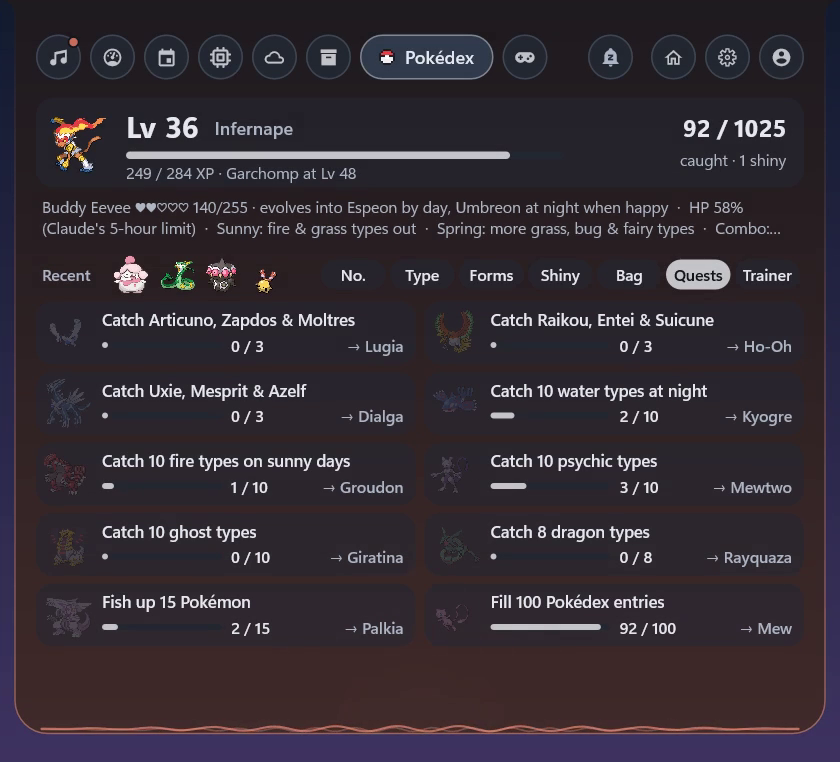 Pokédex
Lv 36 Infernape
92 / 1025
249 / 284 XP · Garchomp at Lv 48
caught · 1 shiny
Buddy Eevee ♥♥♡♡♡ 140/255 · evolves into Espeon by day, Umbreon at night when happy · HP 58%
(Claude's 5-hour limit) · Sunny: fire & grass types out · Spring: more grass, bug & fairy types · Combo:...
Recent No. Type Forms Shiny Bag Quests Trainer
Catch Articuno, Zapdos & Moltres
0 / 3 → Lugia
Catch Raikou, Entei & Suicune
0 / 3 → Ho-Oh
Catch Uxie, Mesprit & Azelf
0 / 3 → Dialga
Catch 10 water types at night
2 / 10 → Kyogre
Catch 10 fire types on sunny days
1 / 10 → Groudon
Catch 10 psychic types
3 / 10 → Mewtwo
Catch 10 ghost types
0 / 10 → Giratina
Catch 8 dragon types
0 / 8 → Rayquaza
Fish up 15 Pokémon
2 / 15 → Palkia
Fill 100 Pokédex entries
92 / 100 → Mew